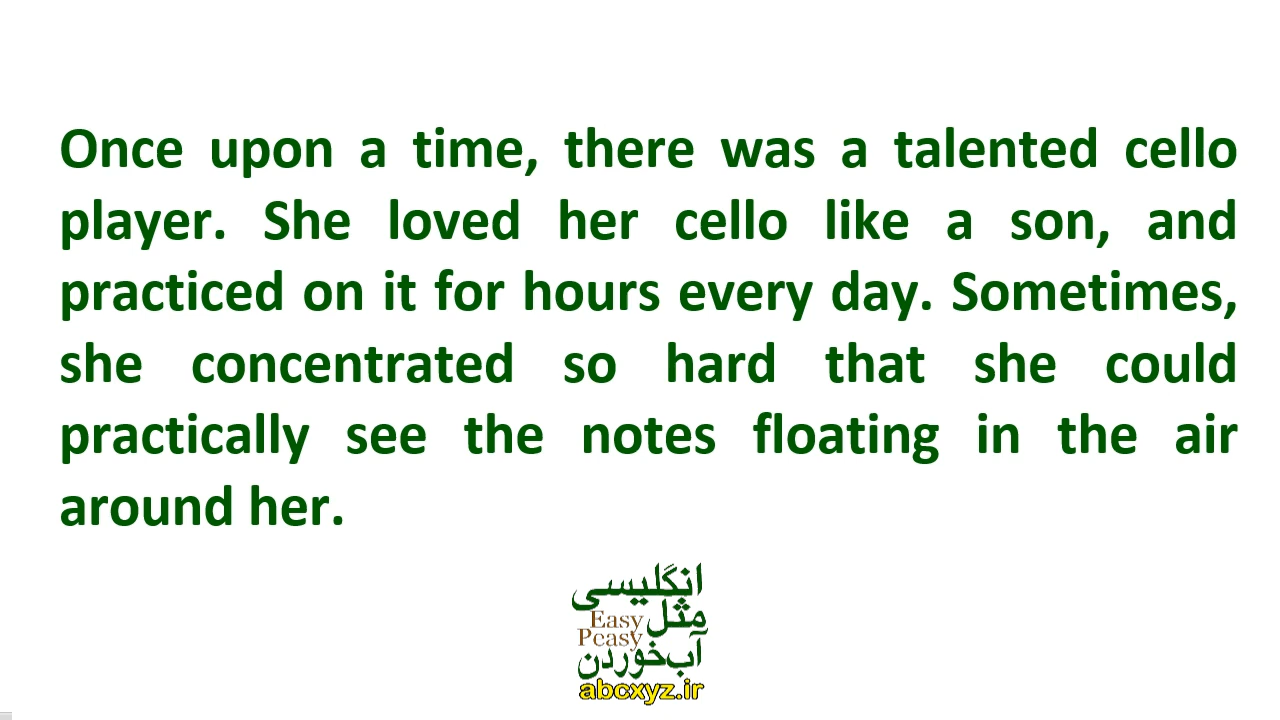 Once upon a time, there was a talented cello
player. She loved her cello like a son, and
practiced on it for hours every day. Sometimes,
she concentrated so hard that she could
practically see the notes floating in the air
around her.
انگلیسی
مثل
Easy
Peasy
آب‌خوردن
abcxyz.ir